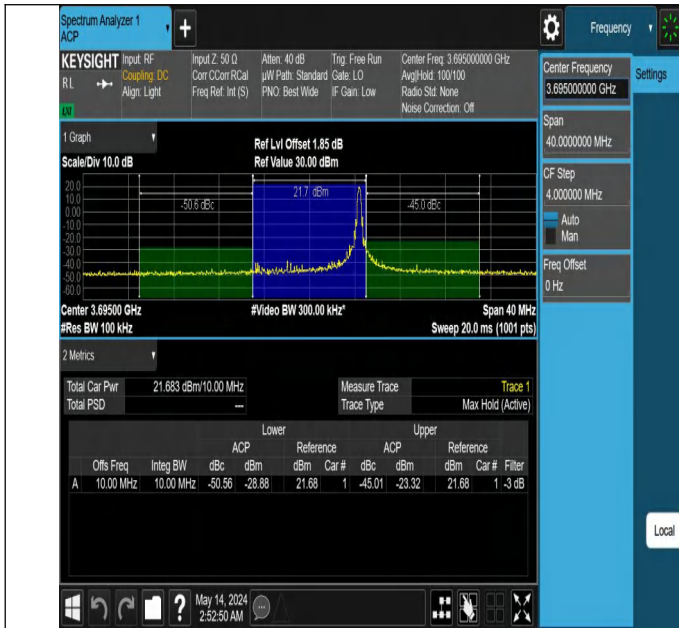 Spectrum Analyzer 1
ACP
+
Frequency
KEYSIGHT
RL
LXI
Input: RF
Coupling: DC
Align: Light
Input Z: 50 Ω
Corr CCorr RCal
Freq Ref: Int (S)
Atten: 40 dB
µW Path: Standard
PNO: Best Wide
Trig: Free Run
Gate: LO
IF Gain: Low
Center Freq: 3.695000000 GHz
Avg|Hold: 100/100
Radio Std: None
Noise Correction: Off
Center Frequency
3.695000000 GHz
Settings
Span
40.0000000 MHz
CF Step
4.000000 MHz
Auto
Man
Freq Offset
0 Hz
Local
1 Graph
Scale/Div 10.0 dB
Ref Lvl Offset 1.85 dB
Ref Value 30.00 dBm
20.0
10.0
0.00
-10.0
-20.0
-30.0
-40.0
-50.0
-60.0
-50.6 dBc
21.7 dBm
-45.0 dBc
Center 3.69500 GHz #Video BW 300.00 kHz* Span 40 MHz
#Res BW 100 kHz Sweep 20.0 ms (1001 pts)
2 Metrics
Total Car Pwr 21.683 dBm/10.00 MHz Measure Trace Trace 1
Total PSD --- Trace Type Max Hold (Active)
Lower Upper
ACP Reference ACP Reference
Offs Freq Integ BW dBc dBm dBm Car # dBc dBm dBm Car # Filter
A 10.00 MHz 10.00 MHz -50.56 -28.88 21.68 1 -45.01 -23.32 21.68 1 -3 dB
?
May 14, 2024
2:52:50 AM